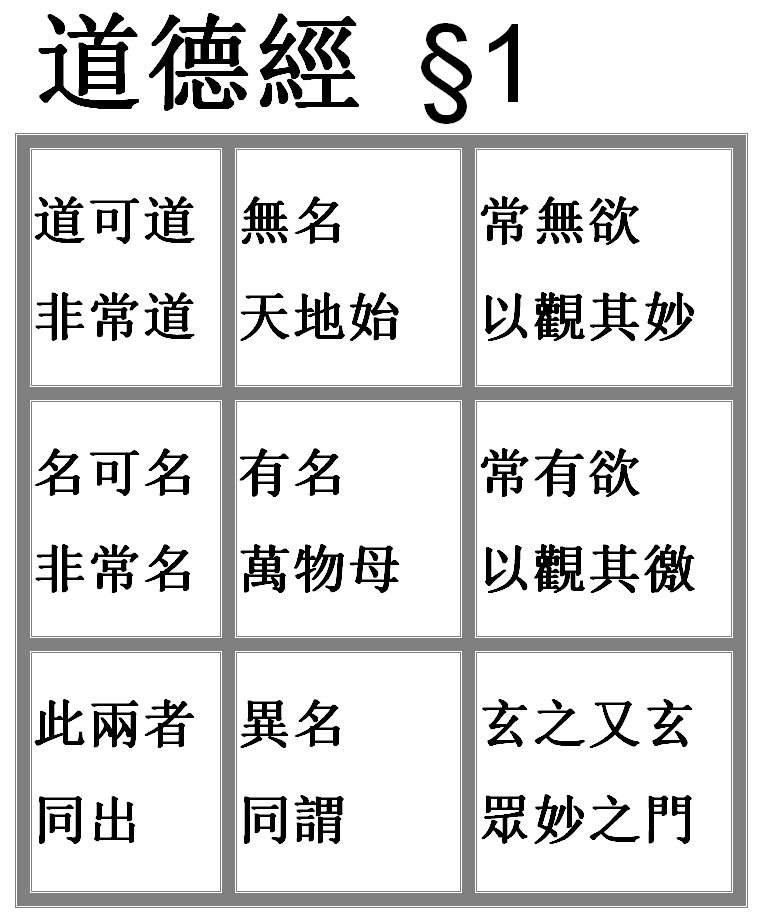 道德經 §1
道可道
非常道
無名
天地始
常無欲
以觀其妙
名可名
非常名
有名
萬物母
常有欲
以觀其徼
此兩者
同出
異名
同謂
玄之又玄
眾妙之門